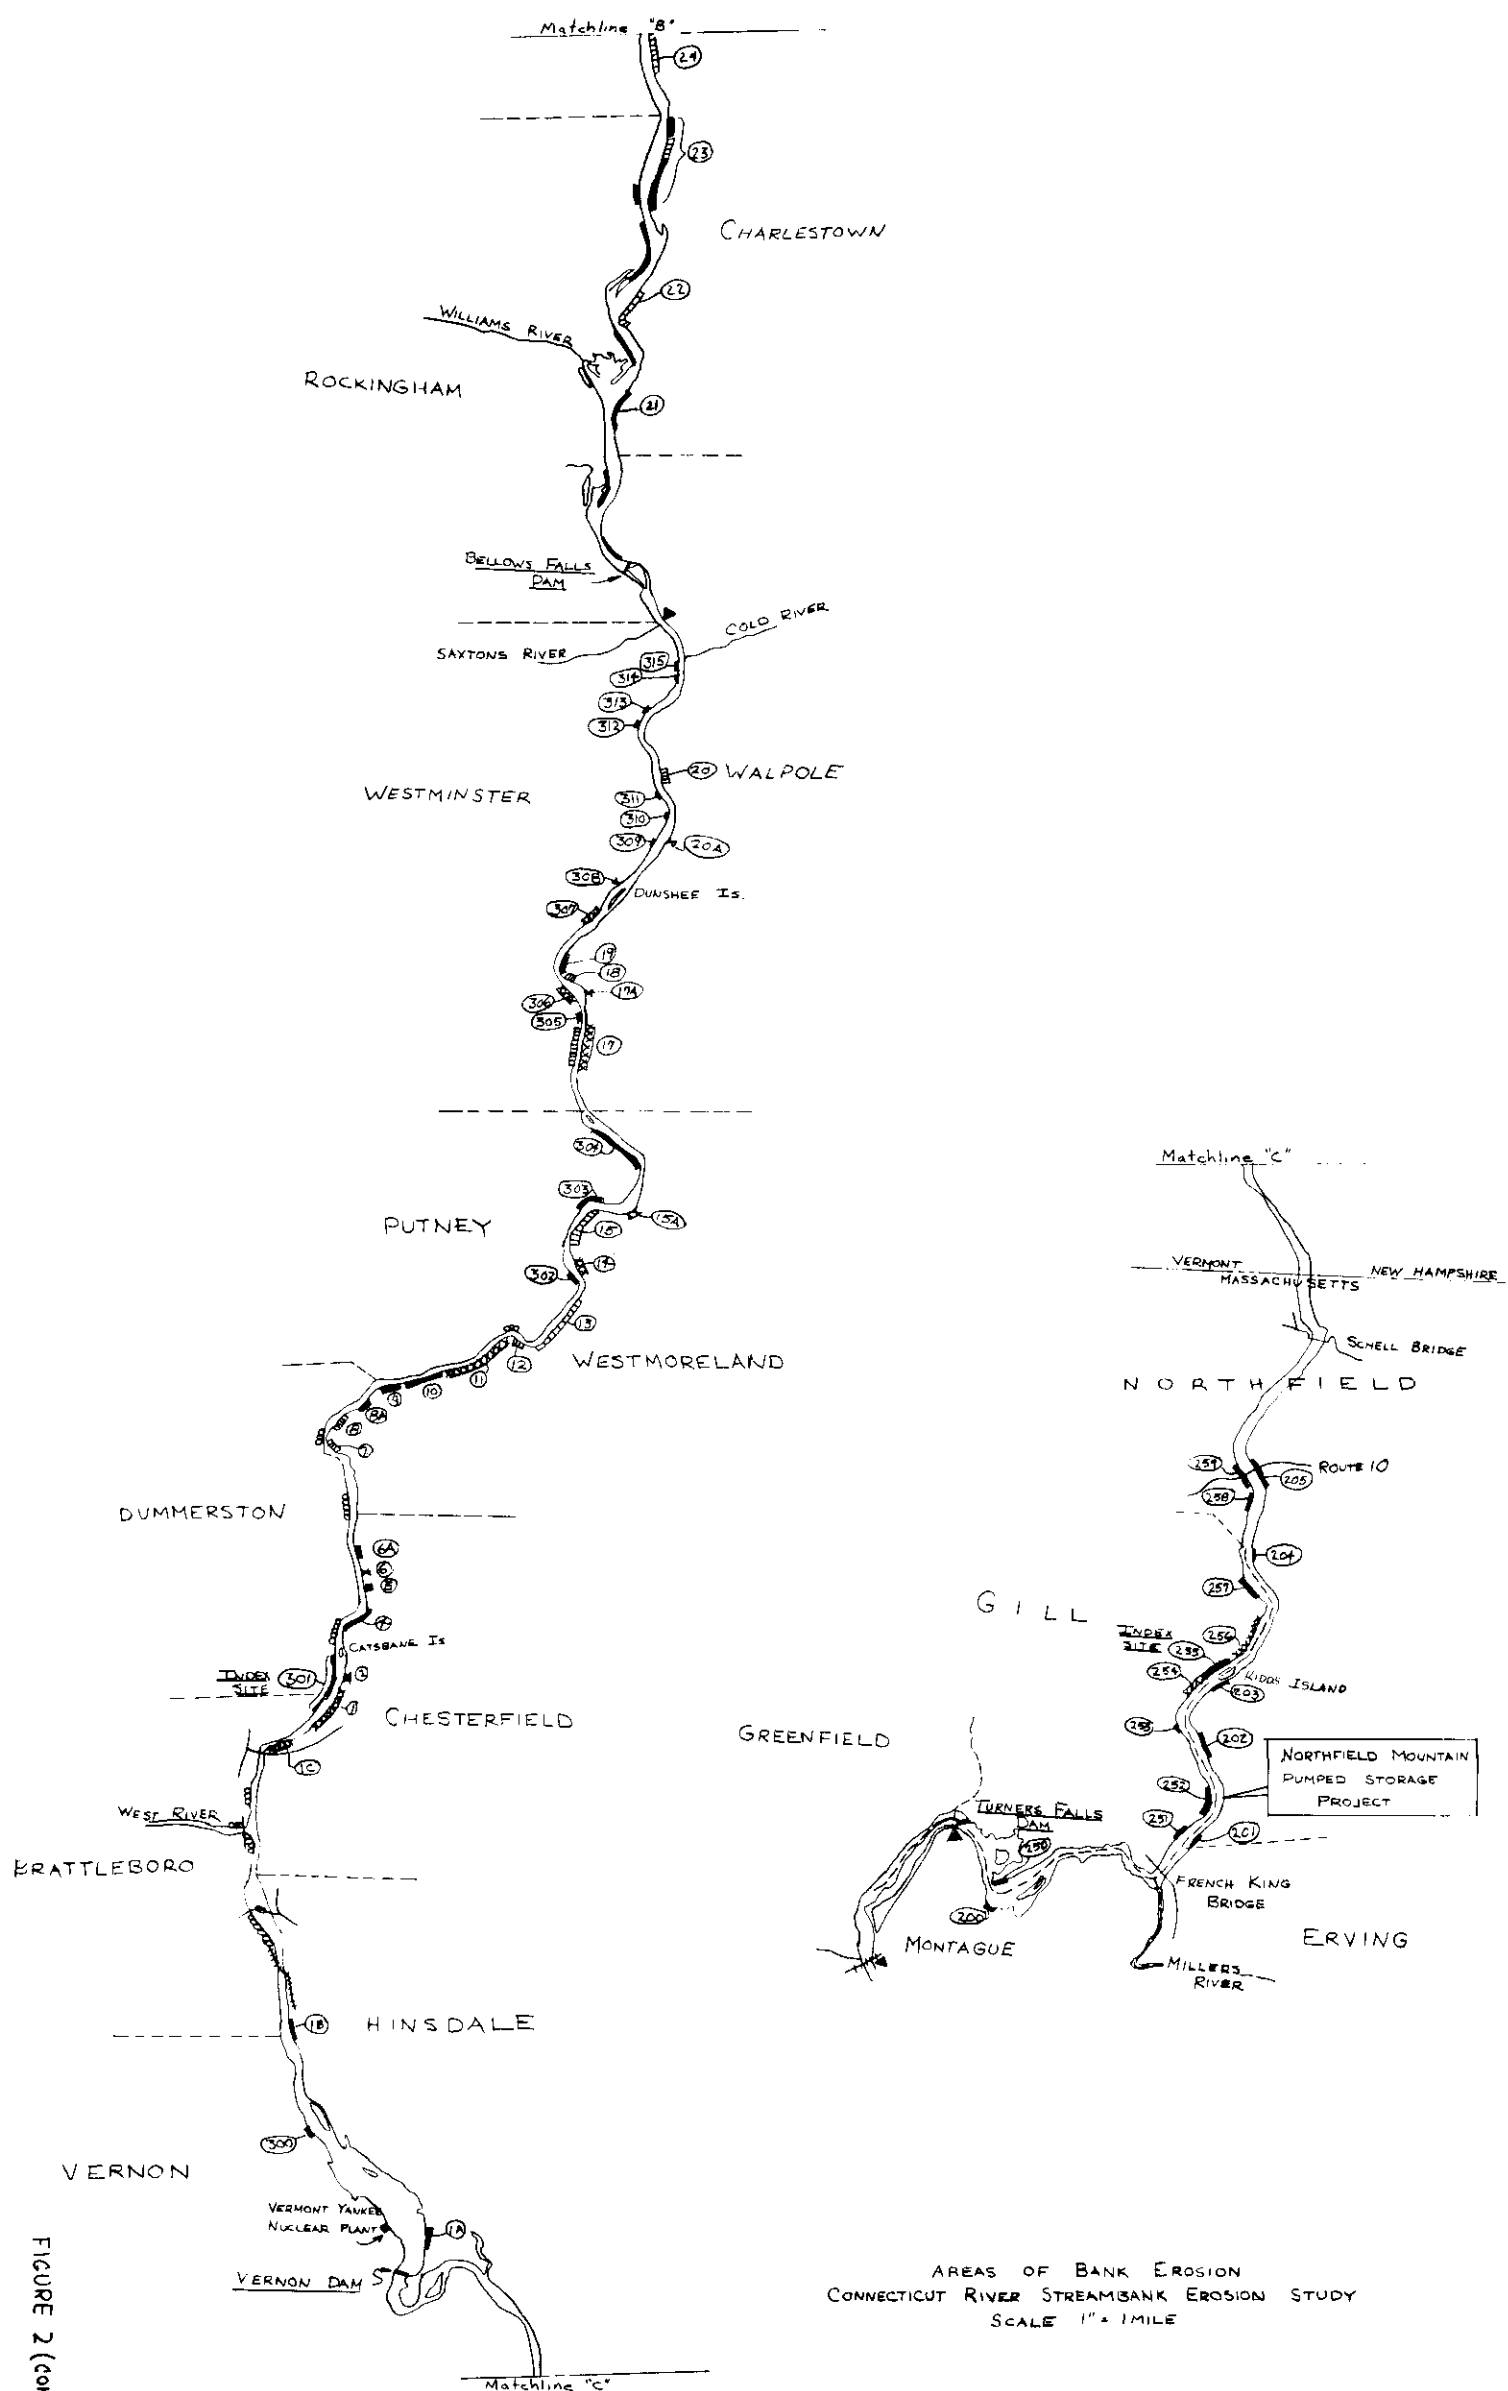 Matchline "B"
24
23
CHARLESTOWN
22
WILLIAMS RIVER
ROCKINGHAM
21
BELLOWS FALLS
DAM
COLD RIVER
SAXTONS RIVER
315
314
313
312
20
WALPOLE
WESTMINSTER
311
310
309
20A
308
DUNSHEE Is.
307
19
18
17A
306
305
17
304
303
15A
PUTNEY
15
14
302
13
12
WESTMORELAND
11
10
9
8A
8
7
DUMMERSTON
6A
6
5
4
CATSBANE Is
INDEX
SITE
301
2
1
CHESTERFIELD
1C
WEST RIVER
BRATTLEBORO
1B
HINSDALE
300
VERNON
VERMONT YANKEE
NUCLEAR PLANT
1A
VERNON DAM
Matchline "C"
Matchline "C"
VERMONT
MASSACHUSETTS
NEW HAMPSHIRE
SCHELL BRIDGE
NORTHFIELD
259
ROUTE 10
205
258
204
257
GILL
INDEX
SITE
256
255
254
KIDDS ISLAND
203
253
202
GREENFIELD
NORTHFIELD MOUNTAIN
PUMPED STORAGE
PROJECT
252
251
201
TURNERS FALLS
DAM
250
FRENCH KING
BRIDGE
200
MONTAGUE
ERVING
MILLERS
RIVER
AREAS OF BANK EROSION
CONNECTICUT RIVER STREAMBANK EROSION STUDY
SCALE 1" = 1 MILE
FIGURE 2 (CON